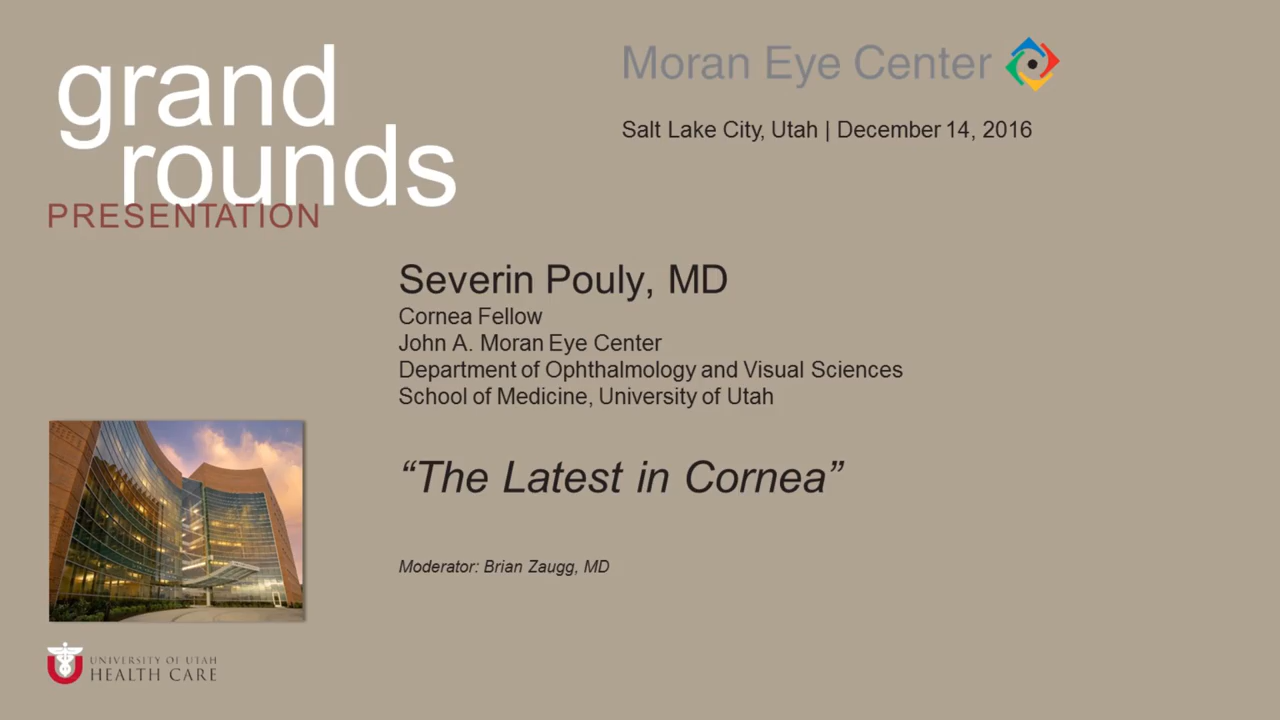 grand
rounds
PRESENTATION
Moran Eye Center
Salt Lake City, Utah | December 14, 2016
Severin Pouly, MD
Cornea Fellow
John A. Moran Eye Center
Department of Ophthalmology and Visual Sciences
School of Medicine, University of Utah
“The Latest in Cornea”
Moderator: Brian Zaugg, MD
UNIVERSITY OF UTAH
HEALTH CARE